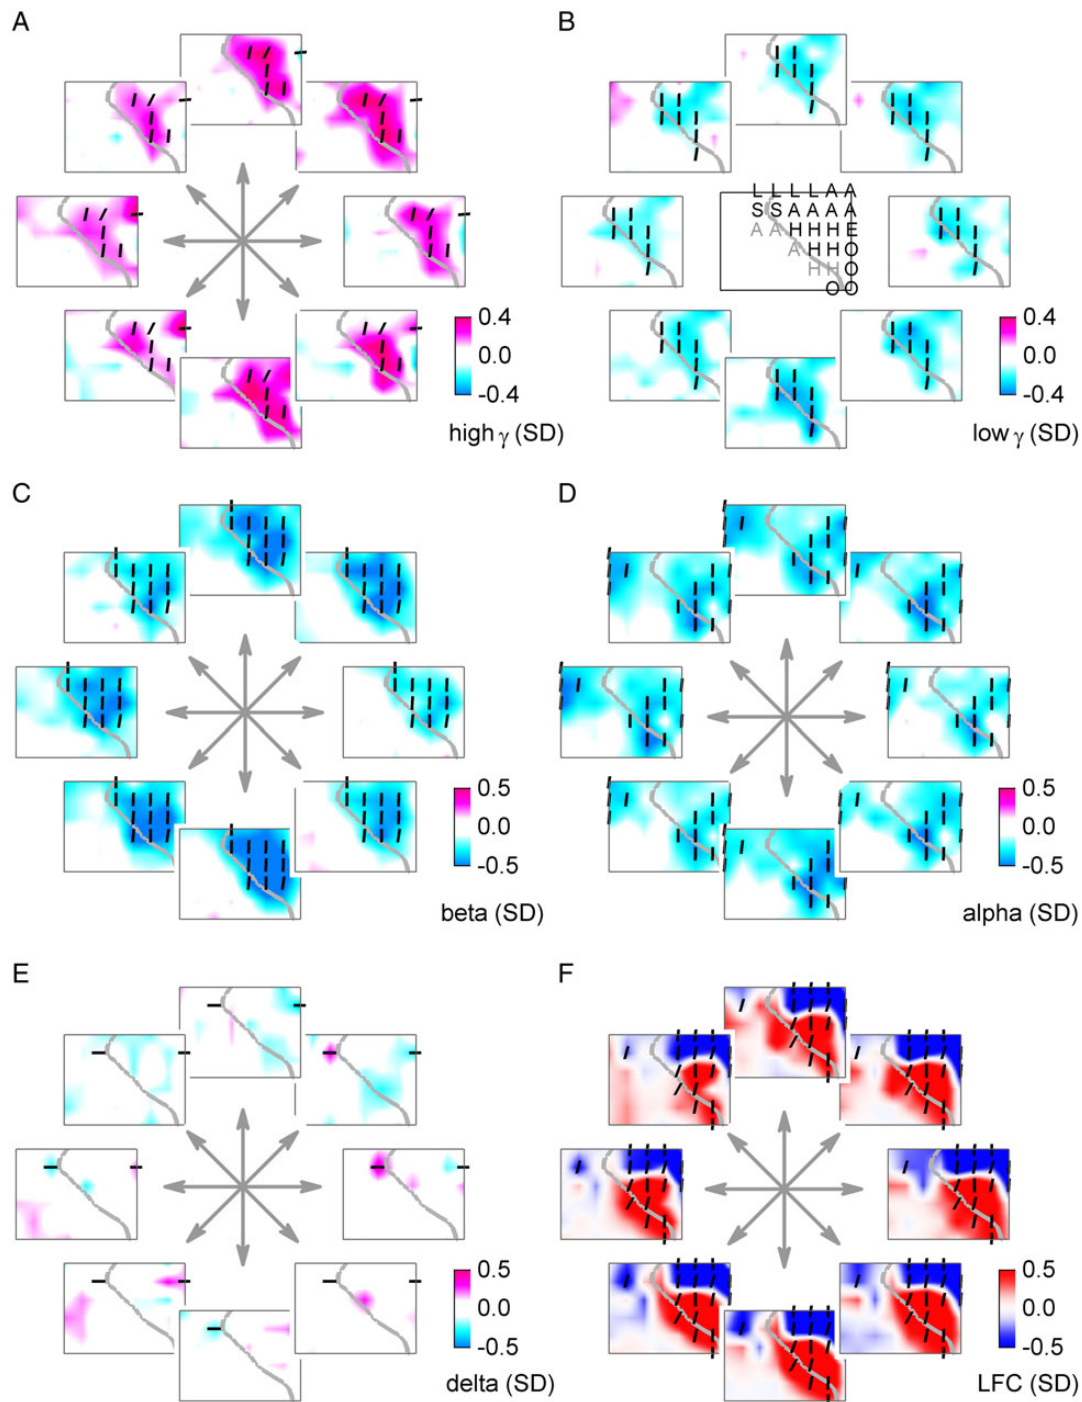 A
B
L L L L A A
S S A A A A
A A H H H E
A H H O
H H O
O O
0.4
0.0
-0.4
high γ (SD)
0.4
0.0
-0.4
low γ (SD)
C
D
0.5
0.0
-0.5
beta (SD)
0.5
0.0
-0.5
alpha (SD)
E
F
0.5
0.0
-0.5
delta (SD)
0.5
0.0
-0.5
LFC (SD)